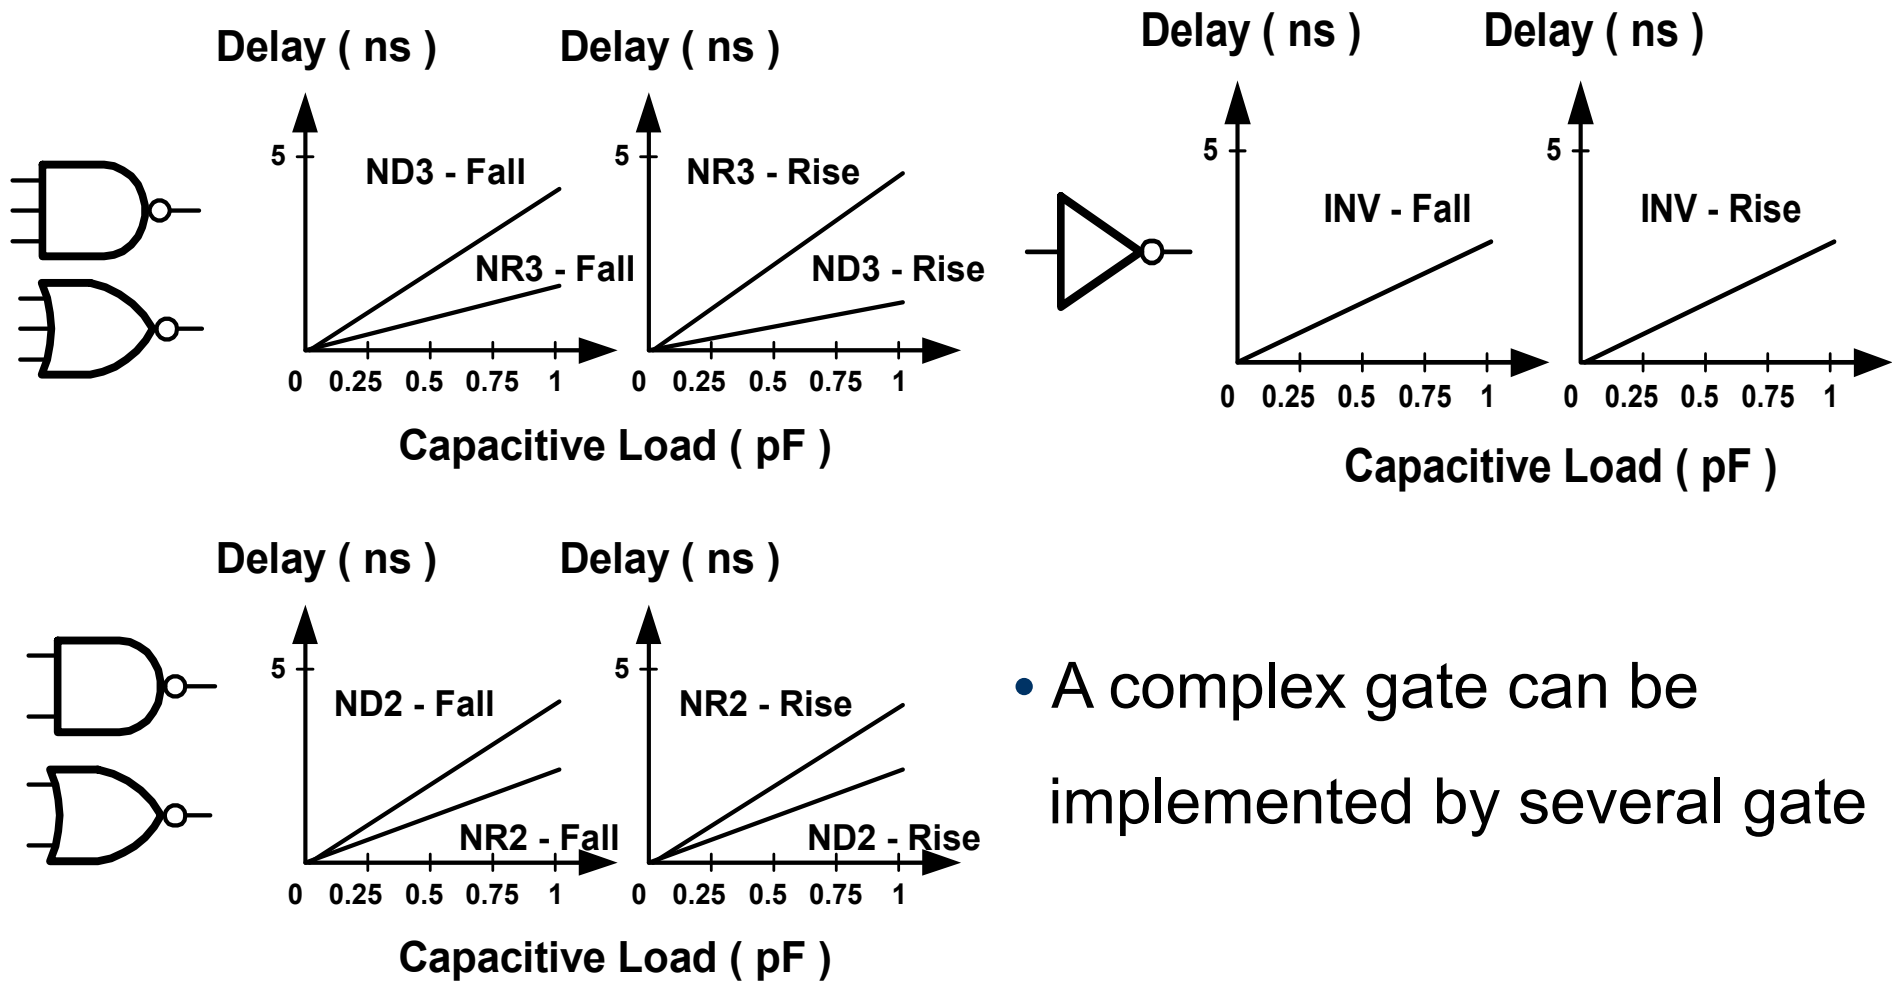 Delay ( ns ) Delay ( ns )
5 5
ND3 - Fall NR3 - Rise
NR3 - Fall ND3 - Rise
0 0.25 0.5 0.75 1 0 0.25 0.5 0.75 1
Capacitive Load ( pF )
Delay ( ns ) Delay ( ns )
5 5
INV - Fall INV - Rise
0 0.25 0.5 0.75 1 0 0.25 0.5 0.75 1
Capacitive Load ( pF )
Delay ( ns ) Delay ( ns )
5 5
ND2 - Fall NR2 - Rise
NR2 - Fall ND2 - Rise
0 0.25 0.5 0.75 1 0 0.25 0.5 0.75 1
Capacitive Load ( pF )
• A complex gate can be
implemented by several gate